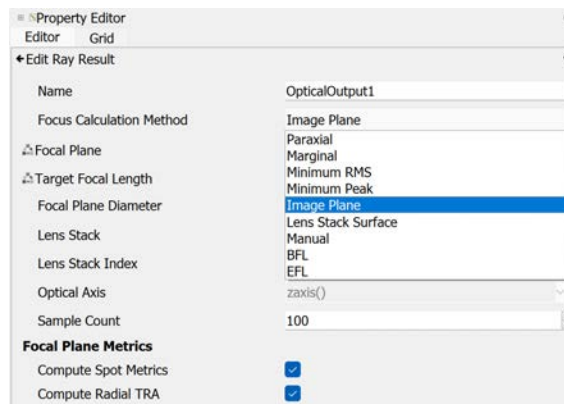 Property Editor
Editor Grid
Edit Ray Result
Name OpticalOutput1
Focus Calculation Method Image Plane
Paraxial
Focal Plane Marginal
Minimum RMS
Target Focal Length Minimum Peak
Focal Plane Diameter Image Plane
Lens Stack Surface
Lens Stack Manual
BFL
Lens Stack Index EFL
Optical Axis zaxis()
Sample Count 100
Focal Plane Metrics
Compute Spot Metrics
Compute Radial TRA